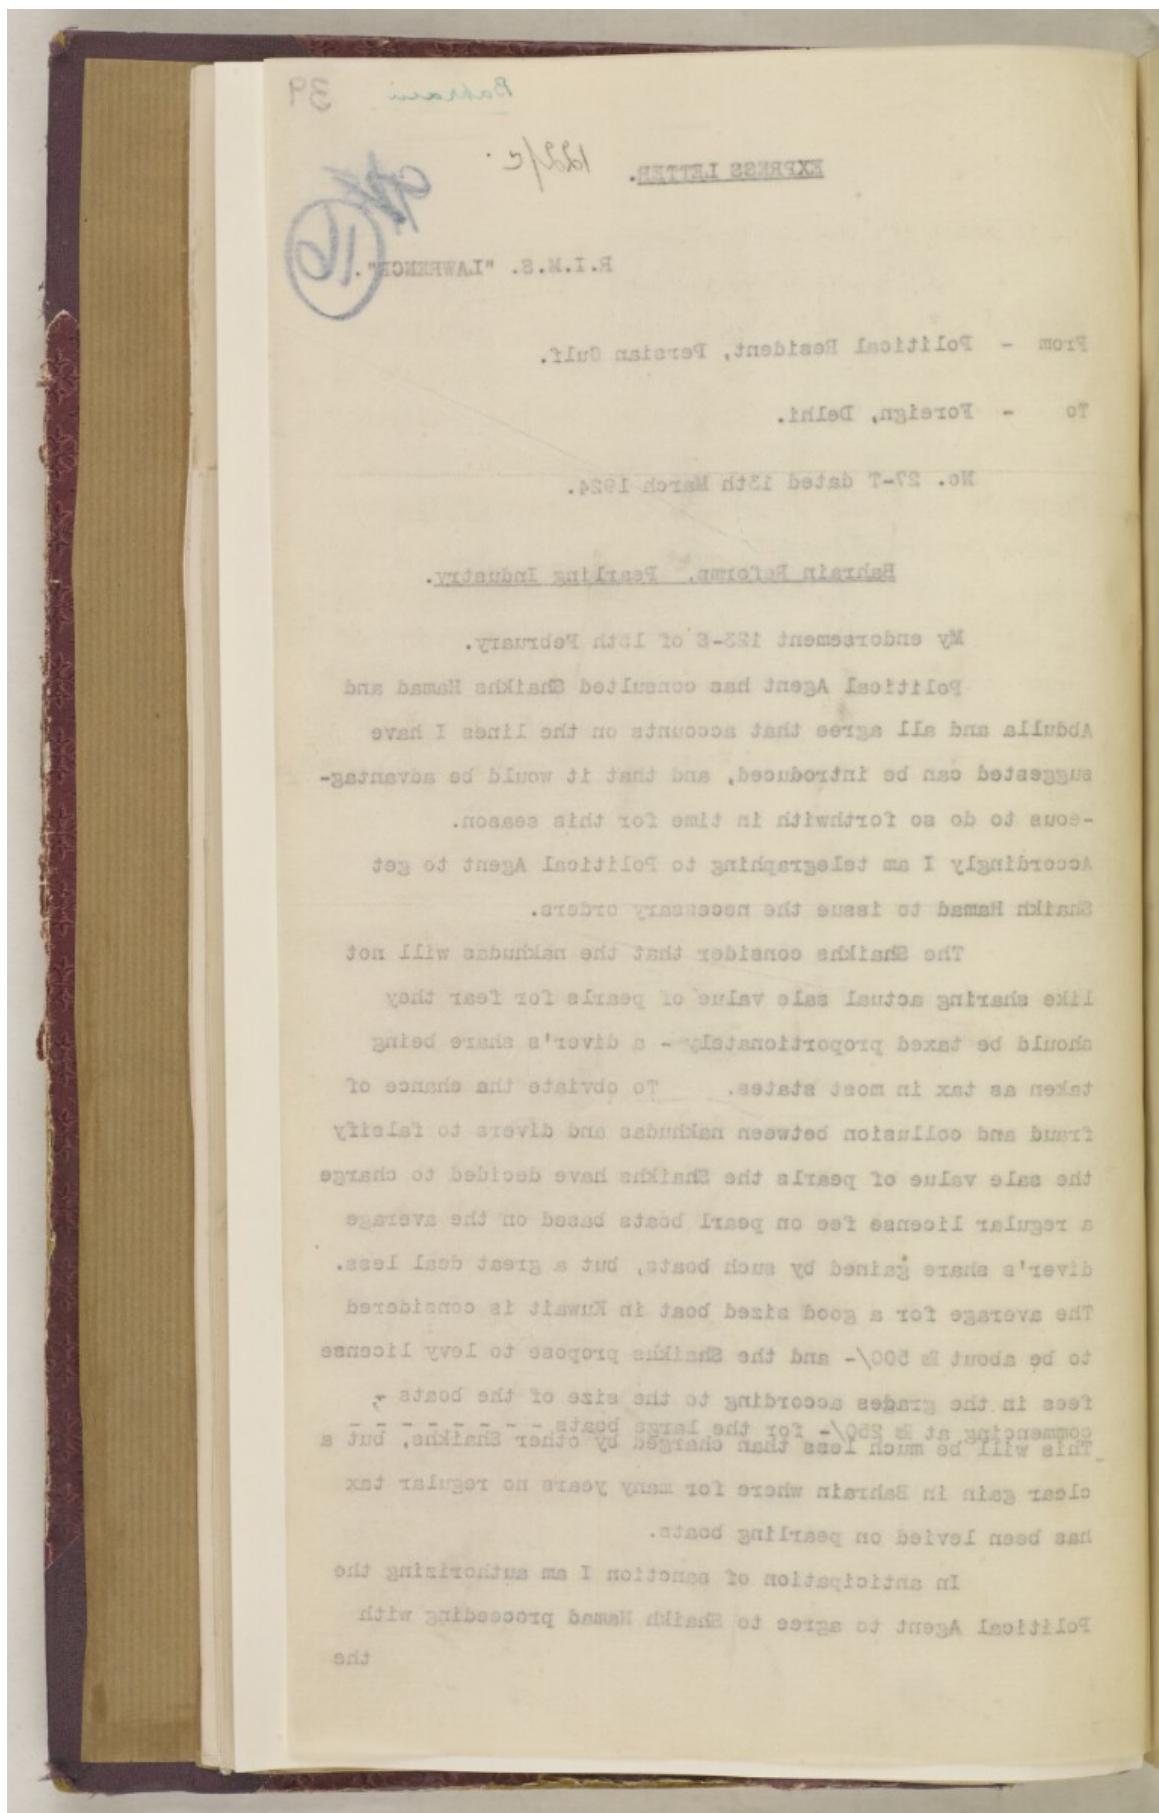 39
Bahrain
EXPRESS LETTER.
122/5.
16
R.I.M.S. "LAWRENCE".
From - Political Resident, Persian Gulf.
To - Foreign, Delhi.
No. 27-T dated 13th March 1924.
Bahrain Reforms. Pearling Industry.
My endorsement 123-S of 15th February.
Political Agent has consulted Shaikhs Hamad and
Abdulla and all agree that accounts on the lines I have
suggested can be introduced, and that it would be advantag-
-eous to do so forthwith in time for this season.
Accordingly I am telegraphing to Political Agent to get
Shaikh Hamad to issue the necessary orders.
The Shaikhs consider that the nakhudas will not
like sharing actual sale value of pearls for fear they
should be taxed proportionately - a diver's share being
taken as tax in most states. To obviate the chance of
fraud and collusion between nakhudas and divers to falsify
the sale value of pearls the Shaikhs have decided to charge
a regular license fee on pearl boats based on the average
diver's share gained by such boats, but a great deal less.
The average for a good sized boat in Kuwait is considered
to be about Rs 500/- and the Shaikhs propose to levy license
fees in the grades according to the size of the boats -,
commencing at Rs 250/- for the large boats - - - - - - - -
This will be much less than charged by other Shaikhs, but a
clear gain in Bahrain where for many years no regular tax
has been levied on pearling boats.
In anticipation of sanction I am authorizing the
Political Agent to agree to Shaikh Hamad proceeding with
the